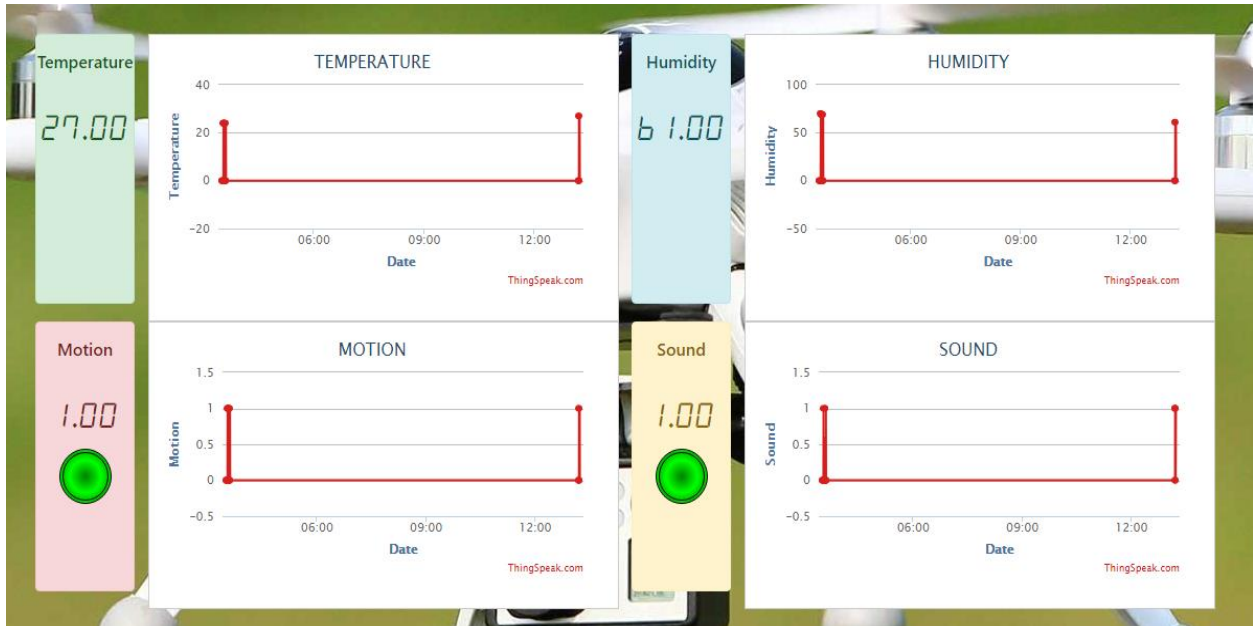 Temperature
27.00
TEMPERATURE
Temperature
40
20
0
−20
06:00
09:00
12:00
Date
ThingSpeak.com
Humidity
61.00
HUMIDITY
Humidity
100
50
0
−50
06:00
09:00
12:00
Date
ThingSpeak.com
Motion
1.00
MOTION
Motion
1.5
1
0.5
0
−0.5
06:00
09:00
12:00
Date
ThingSpeak.com
Sound
1.00
SOUND
Sound
1.5
1
0.5
0
−0.5
06:00
09:00
12:00
Date
ThingSpeak.com